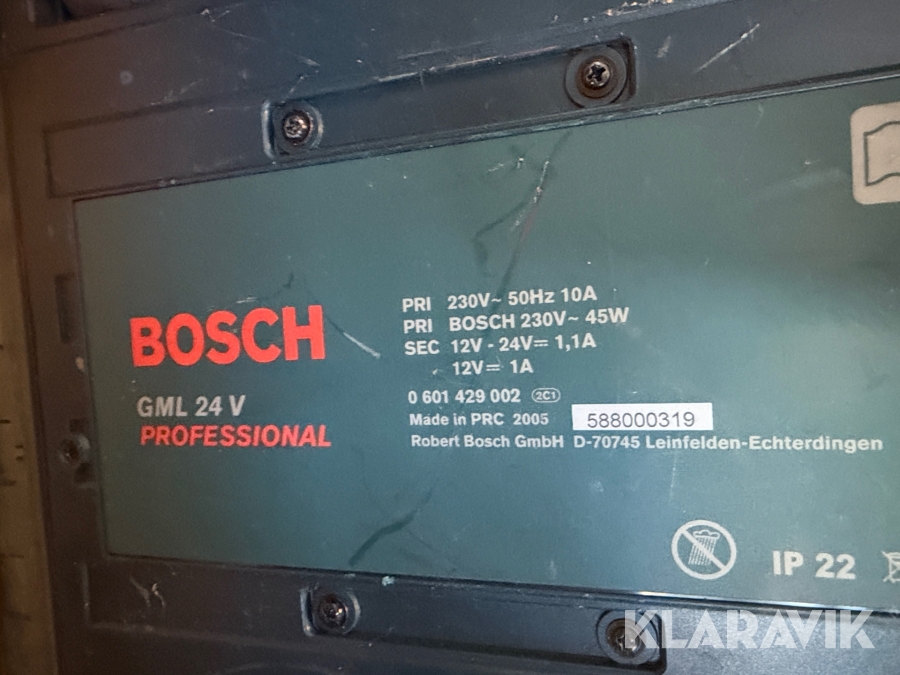 BOSCH
GML 24 V
PROFESSIONAL
PRI 230V~ 50Hz 10A
PRI BOSCH 230V~ 45W
SEC 12V - 24V⎓ 1,1A
12V⎓ 1A
0 601 429 002 2C1
Made in PRC 2005 588000319
Robert Bosch GmbH D-70745 Leinfelden-Echterdingen
IP 22
KLARAVIK